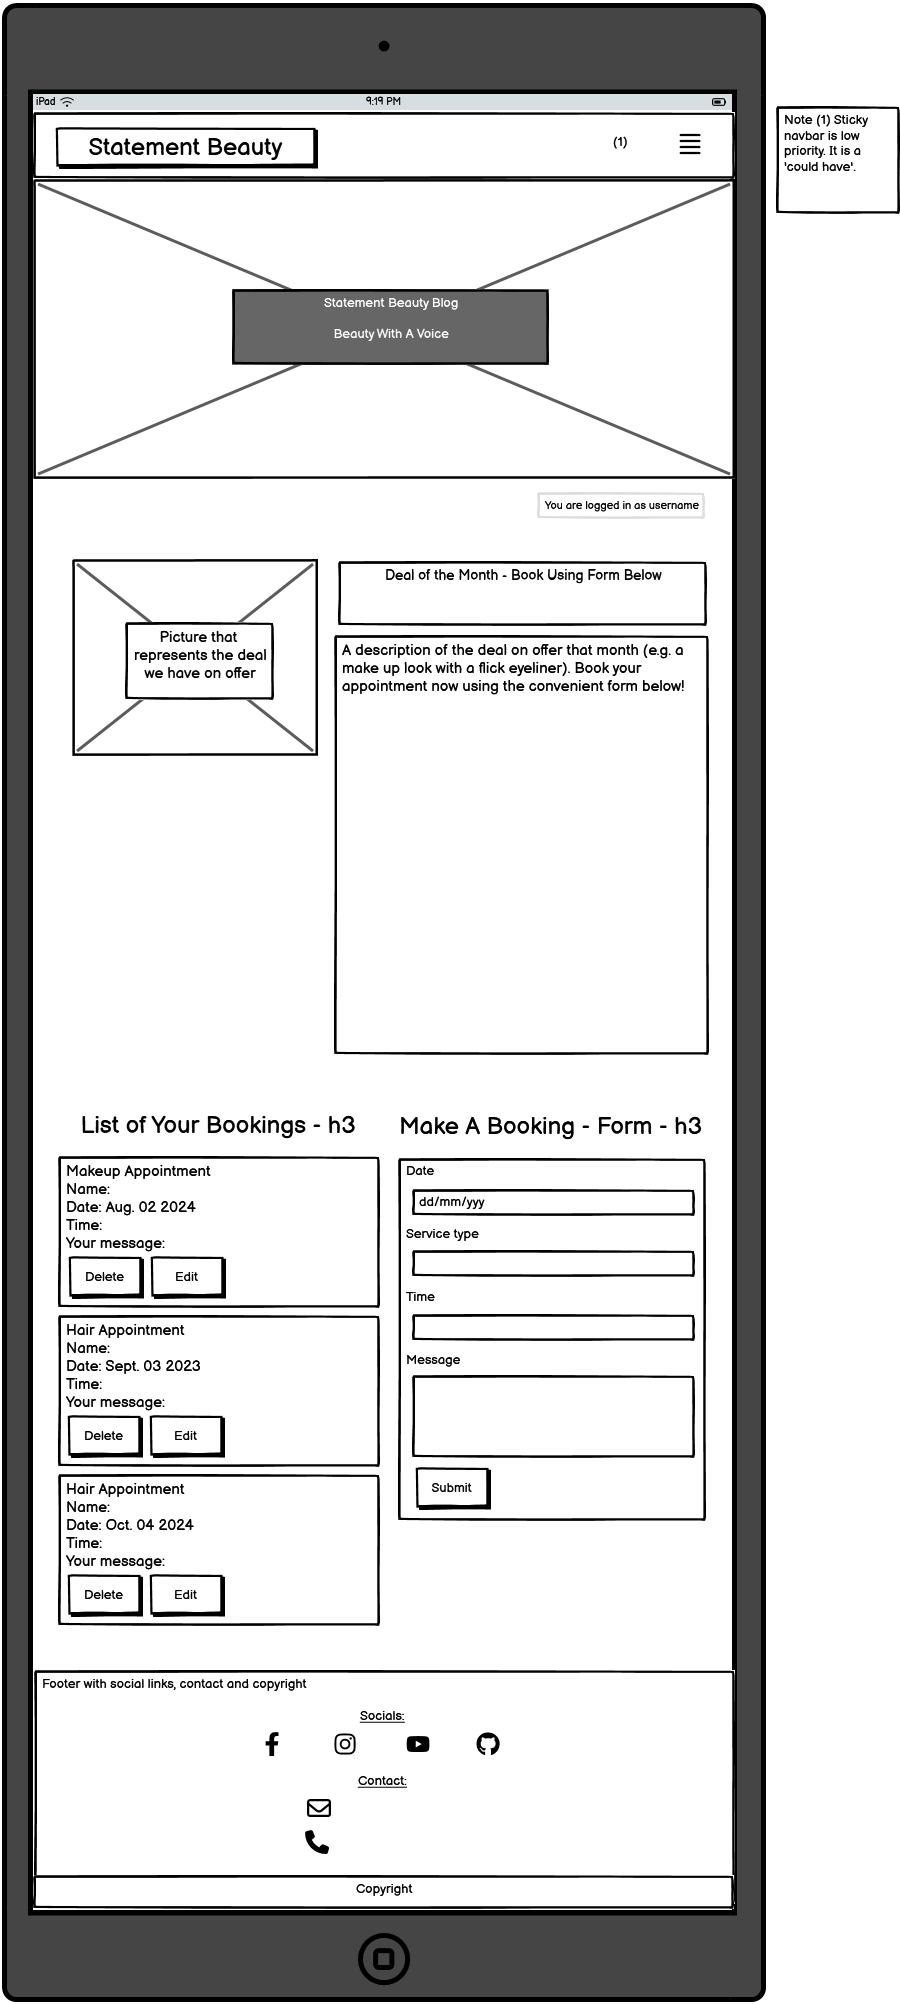 iPad
9:19 PM
Statement Beauty
(1)
Note (1) Sticky
navbar is low
priority. It is a
'could have'.
Statement Beauty Blog
Beauty With A Voice
You are logged in as username
Picture that
represents the deal
we have on offer
Deal of the Month - Book Using Form Below
A description of the deal on offer that month (e.g. a
make up look with a flick eyeliner). Book your
appointment now using the convenient form below!
List of Your Bookings - h3
Makeup Appointment
Name:
Date: Aug. 02 2024
Time:
Your message:
Delete
Edit
Hair Appointment
Name:
Date: Sept. 03 2023
Time:
Your message:
Delete
Edit
Hair Appointment
Name:
Date: Oct. 04 2024
Time:
Your message:
Delete
Edit
Make A Booking - Form - h3
Date
dd/mm/yyy
Service type
Time
Message
Submit
Footer with social links, contact and copyright
Socials:
Contact:
Copyright